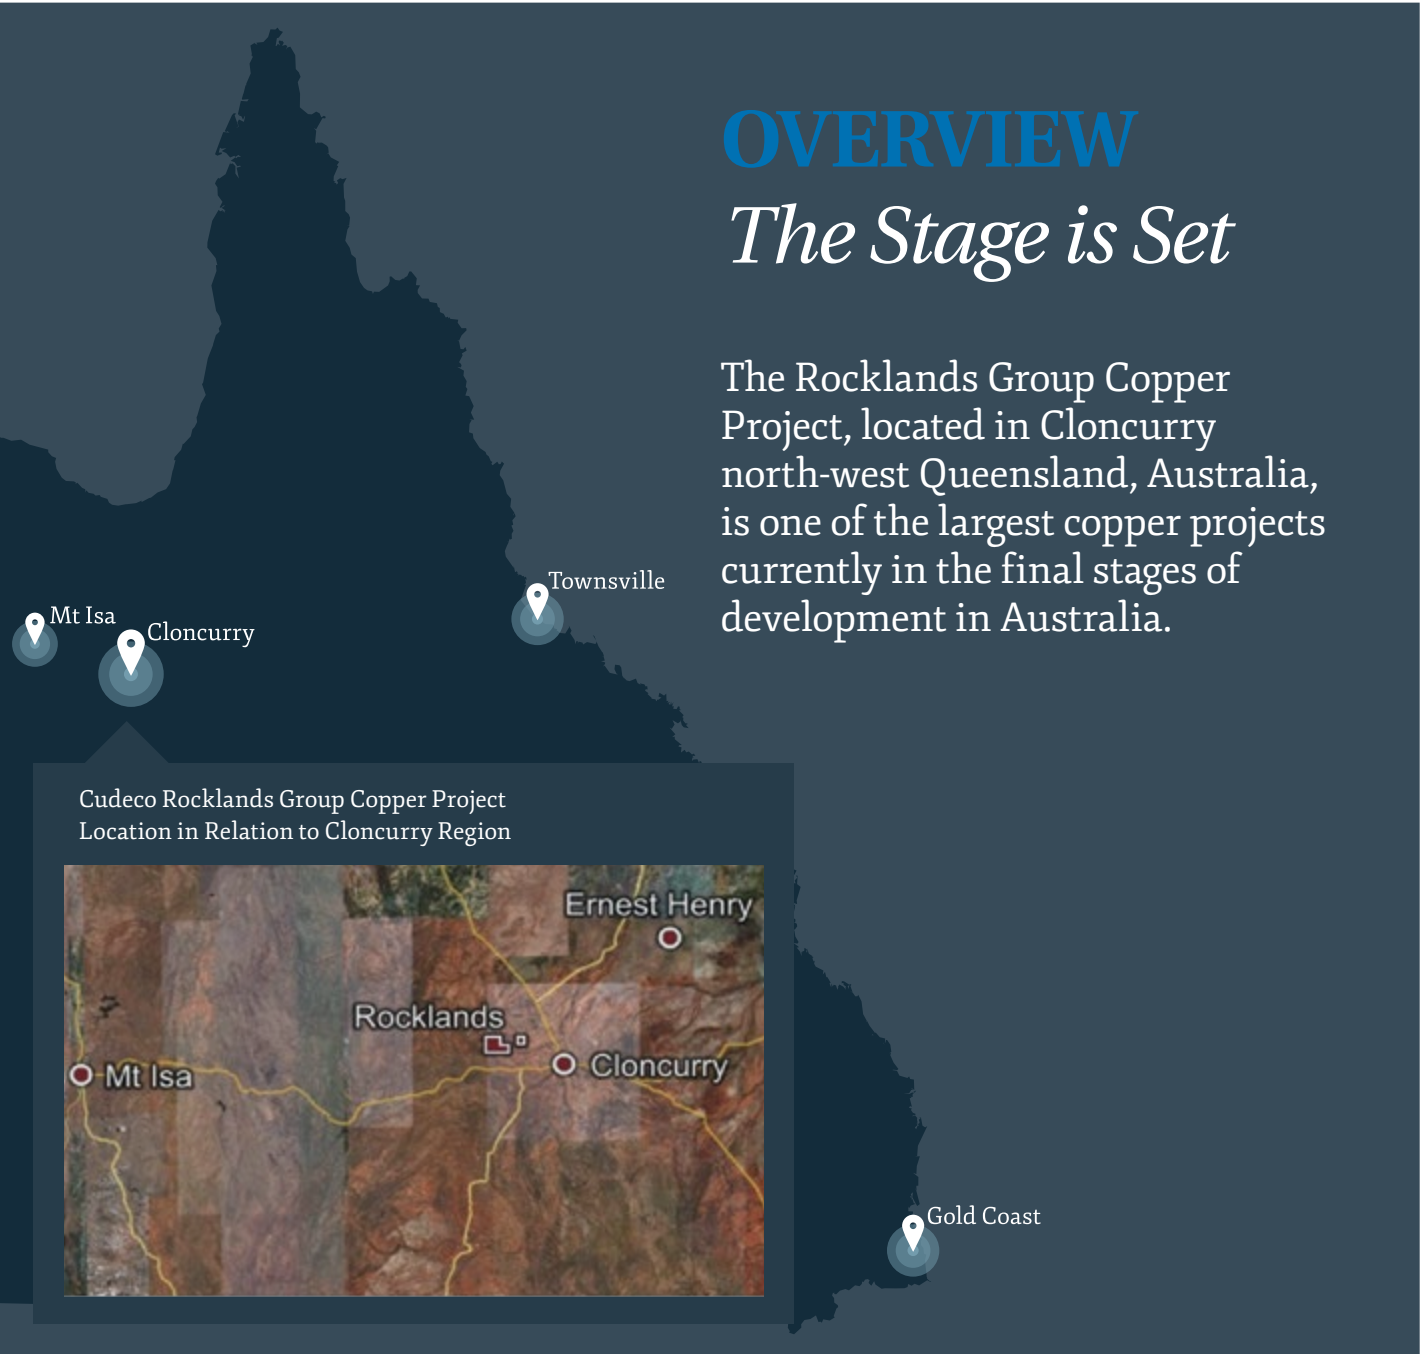 OVERVIEW
The Stage is Set
The Rocklands Group Copper
Project, located in Cloncurry
north-west Queensland, Australia,
is one of the largest copper projects
currently in the final stages of
development in Australia.
Townsville
Mt Isa
Cloncurry
Cudeco Rocklands Group Copper Project
Location in Relation to Cloncurry Region
Ernest Henry
Rocklands
Cloncurry
Mt Isa
Gold Coast